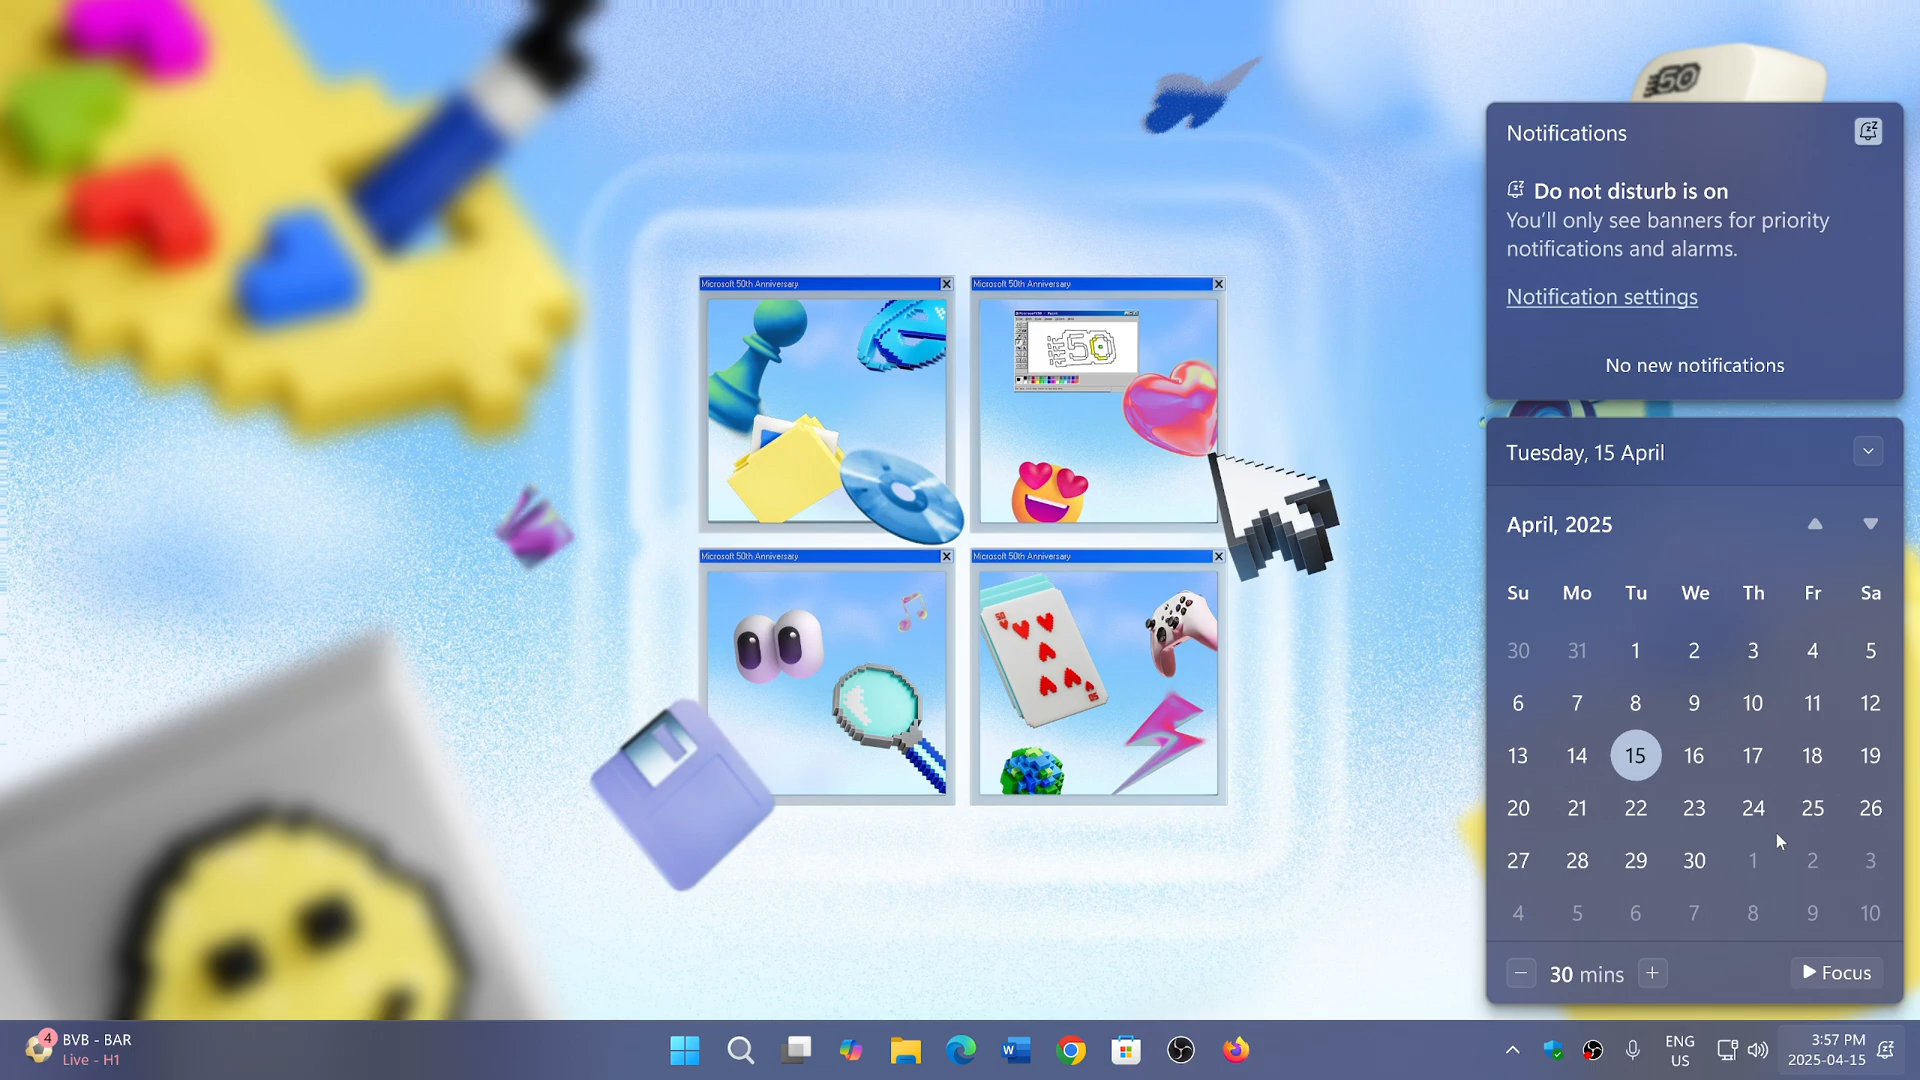 50
Notifications
Do not disturb is on
You'll only see banners for priority
notifications and alarms.
Notification settings
No new notifications
Microsoft 50th Anniversary
Microsoft 50th Anniversary
50
Microsoft 50th Anniversary
Microsoft 50th Anniversary
50
50
Tuesday, 15 April
April, 2025
Su Mo Tu We Th Fr Sa
30 31 1 2 3 4 5
6 7 8 9 10 11 12
13 14 15 16 17 18 19
20 21 22 23 24 25 26
27 28 29 30 1 2 3
4 5 6 7 8 9 10
30 mins
Focus
4
BVB - BAR
Live - H1
W
ENG
US
3:57 PM
2025-04-15